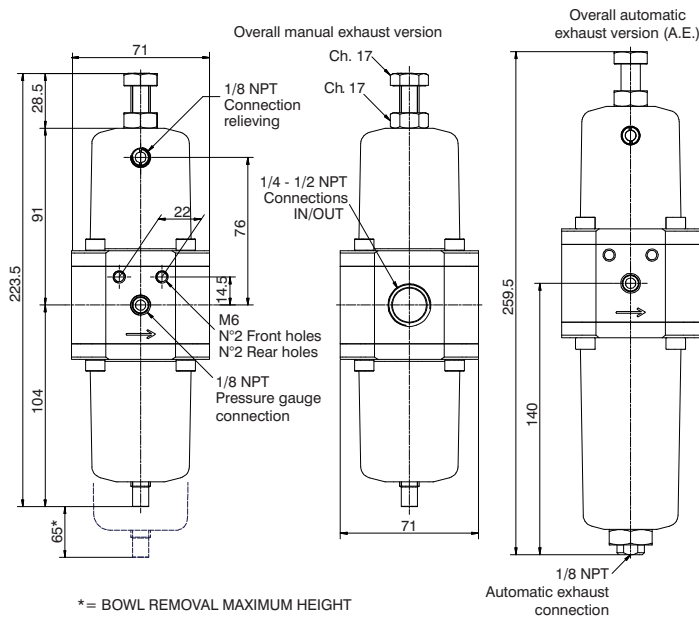 Overall automatic
exhaust version (A.E.)
Overall manual exhaust version
71
Ch. 17
Ch. 17
28.5
1/8 NPT
Connection
relieving
91
22
76
14.5
223.5
1/4 - 1/2 NPT
Connections
IN/OUT
M6
N°2 Front holes
N°2 Rear holes
1/8 NPT
Pressure gauge
connection
104
65*
71
259.5
140
1/8 NPT
Automatic exhaust
connection
*= BOWL REMOVAL MAXIMUM HEIGHT